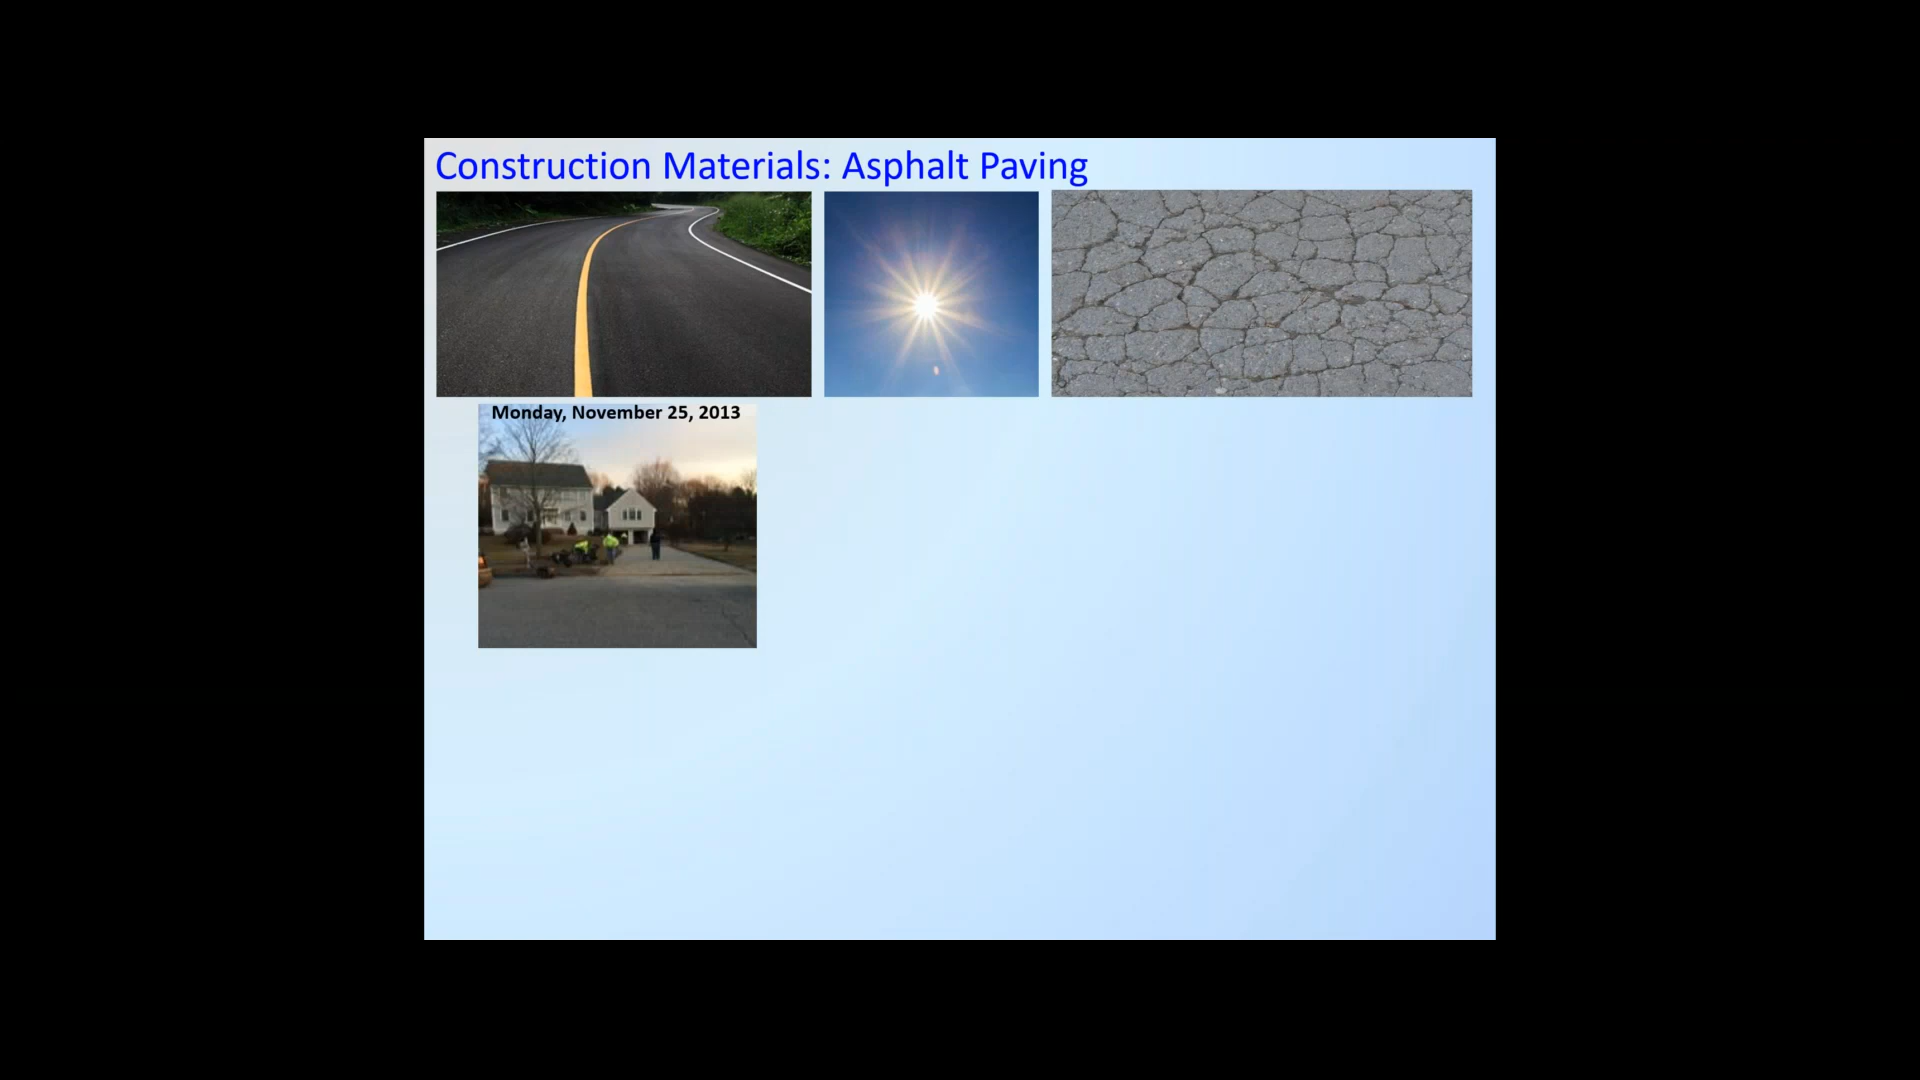 Construction Materials: Asphalt Paving
Monday, November 25, 2013